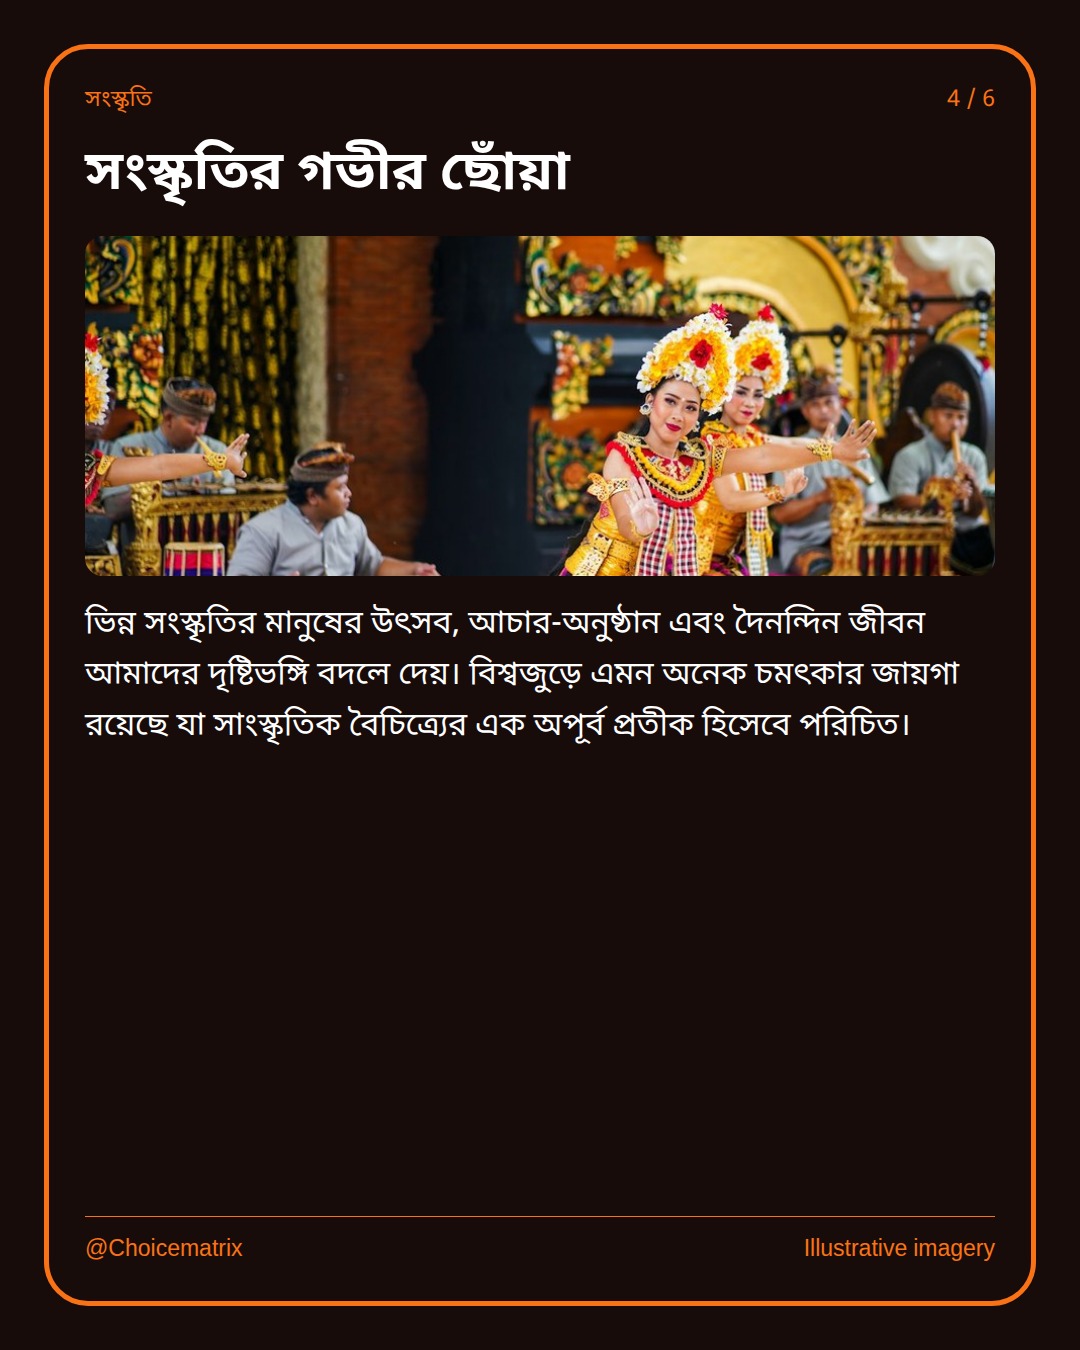 সংস্কৃতি
4 / 6
সংস্কৃতির গভীর ছোঁয়া
ভিন্ন সংস্কৃতির মানুষের উৎসব, আচার-অনুষ্ঠান এবং দৈনন্দিন জীবন
আমাদের দৃষ্টিভঙ্গি বদলে দেয়। বিশ্বজুড়ে এমন অনেক চমৎকার জায়গা
রয়েছে যা সাংস্কৃতিক বৈচিত্র্যের এক অপূর্ব প্রতীক হিসেবে পরিচিত।
@Choicematrix
Illustrative imagery